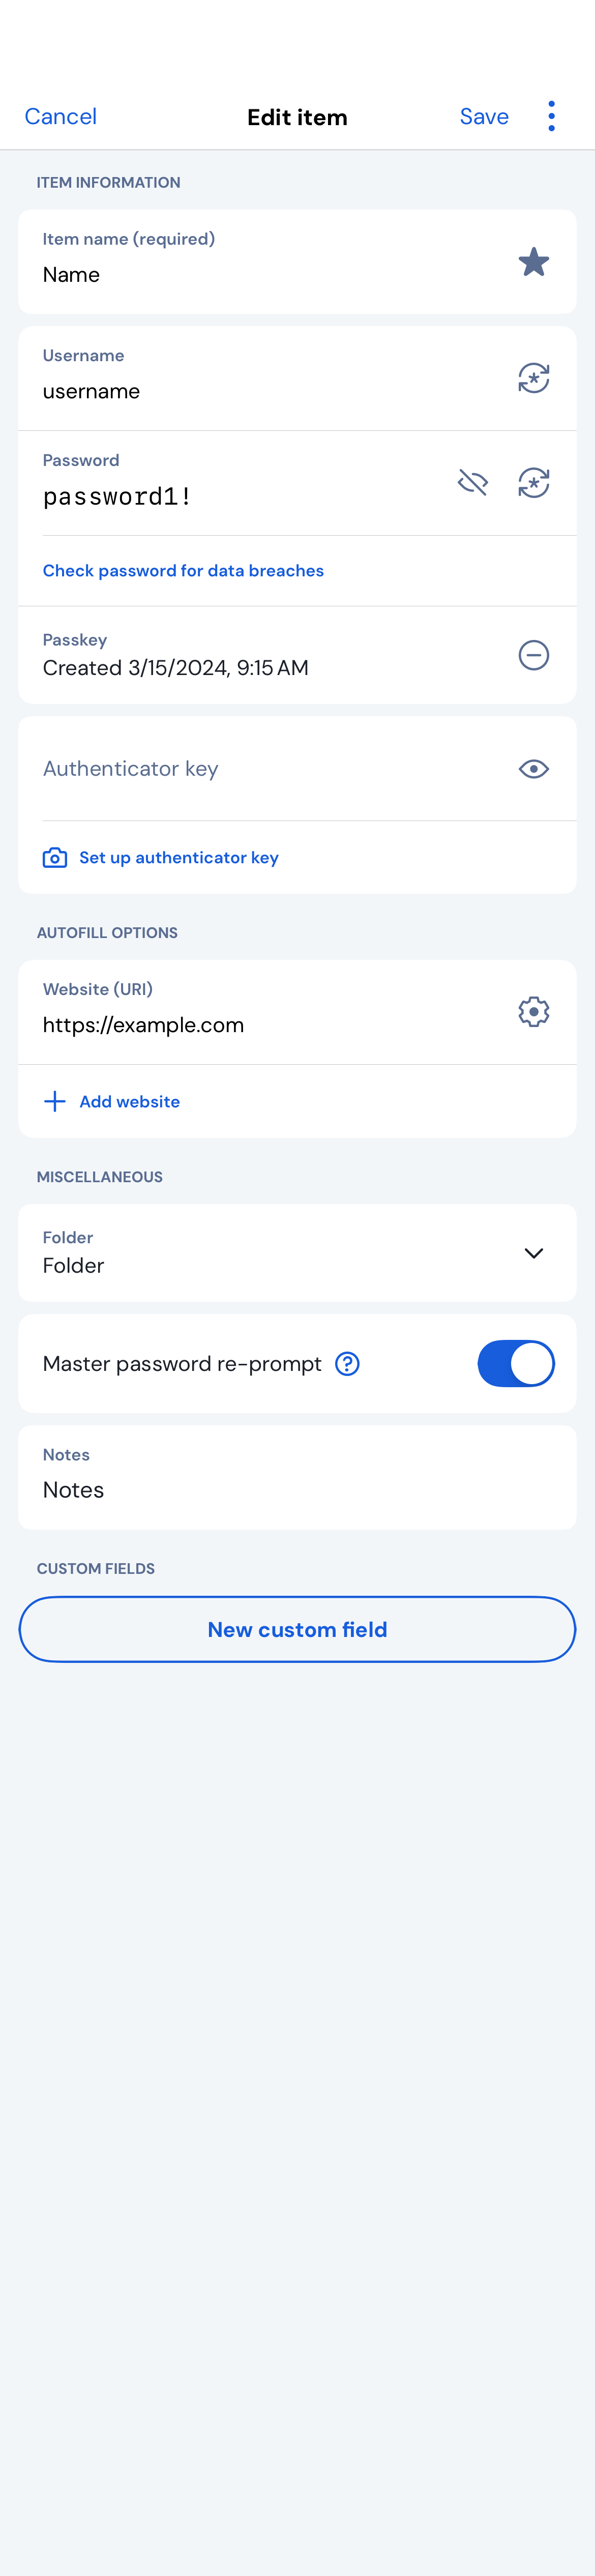 Cancel
Edit item
Save
ITEM INFORMATION
Item name (required)
Name
Username
username
Password
password1!
Check password for data breaches
Passkey
Created 3/15/2024, 9:15 AM
Authenticator key
Set up authenticator key
AUTOFILL OPTIONS
Website (URI)
https://example.com
Add website
MISCELLANEOUS
Folder
Folder
Master password re-prompt
Notes
Notes
CUSTOM FIELDS
New custom field